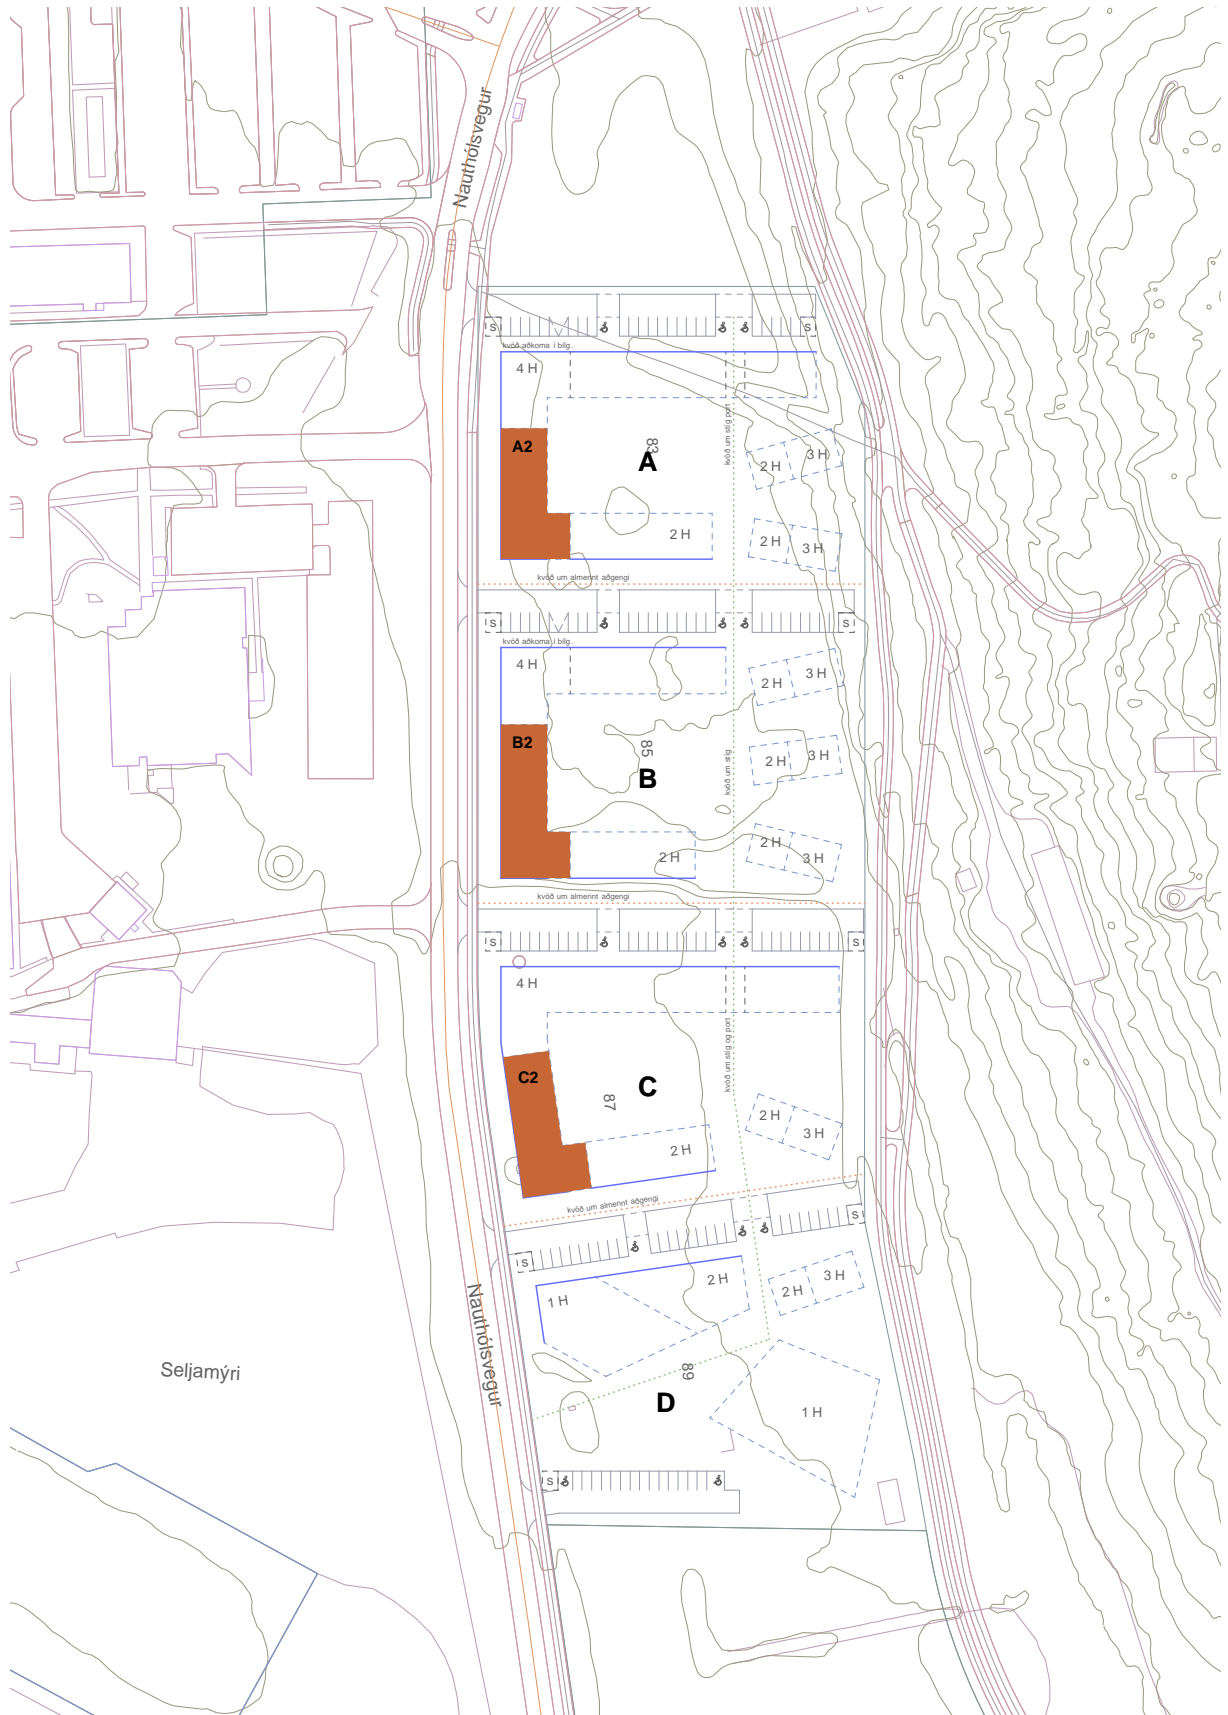 Nauthólsvegur
S
S
kvöð aðkoma í bílg.
4 H
A2
83
A
kvöð um stíg port
2 H
3 H
2 H
2 H
3 H
kvöð um almennt aðgengi
S
S
kvöð aðkoma í bílg.
4 H
2 H
3 H
B2
85
B
kvöð um stíg
2 H
3 H
2 H
2 H
3 H
kvöð um almennt aðgengi
S
S
4 H
kvöð um stíg og port
C2
87
C
2 H
3 H
2 H
kvöð um almennt aðgengi
S
S
Nauthólsvegur
1 H
2 H
2 H
3 H
Seljamýri
89
D
1 H
S